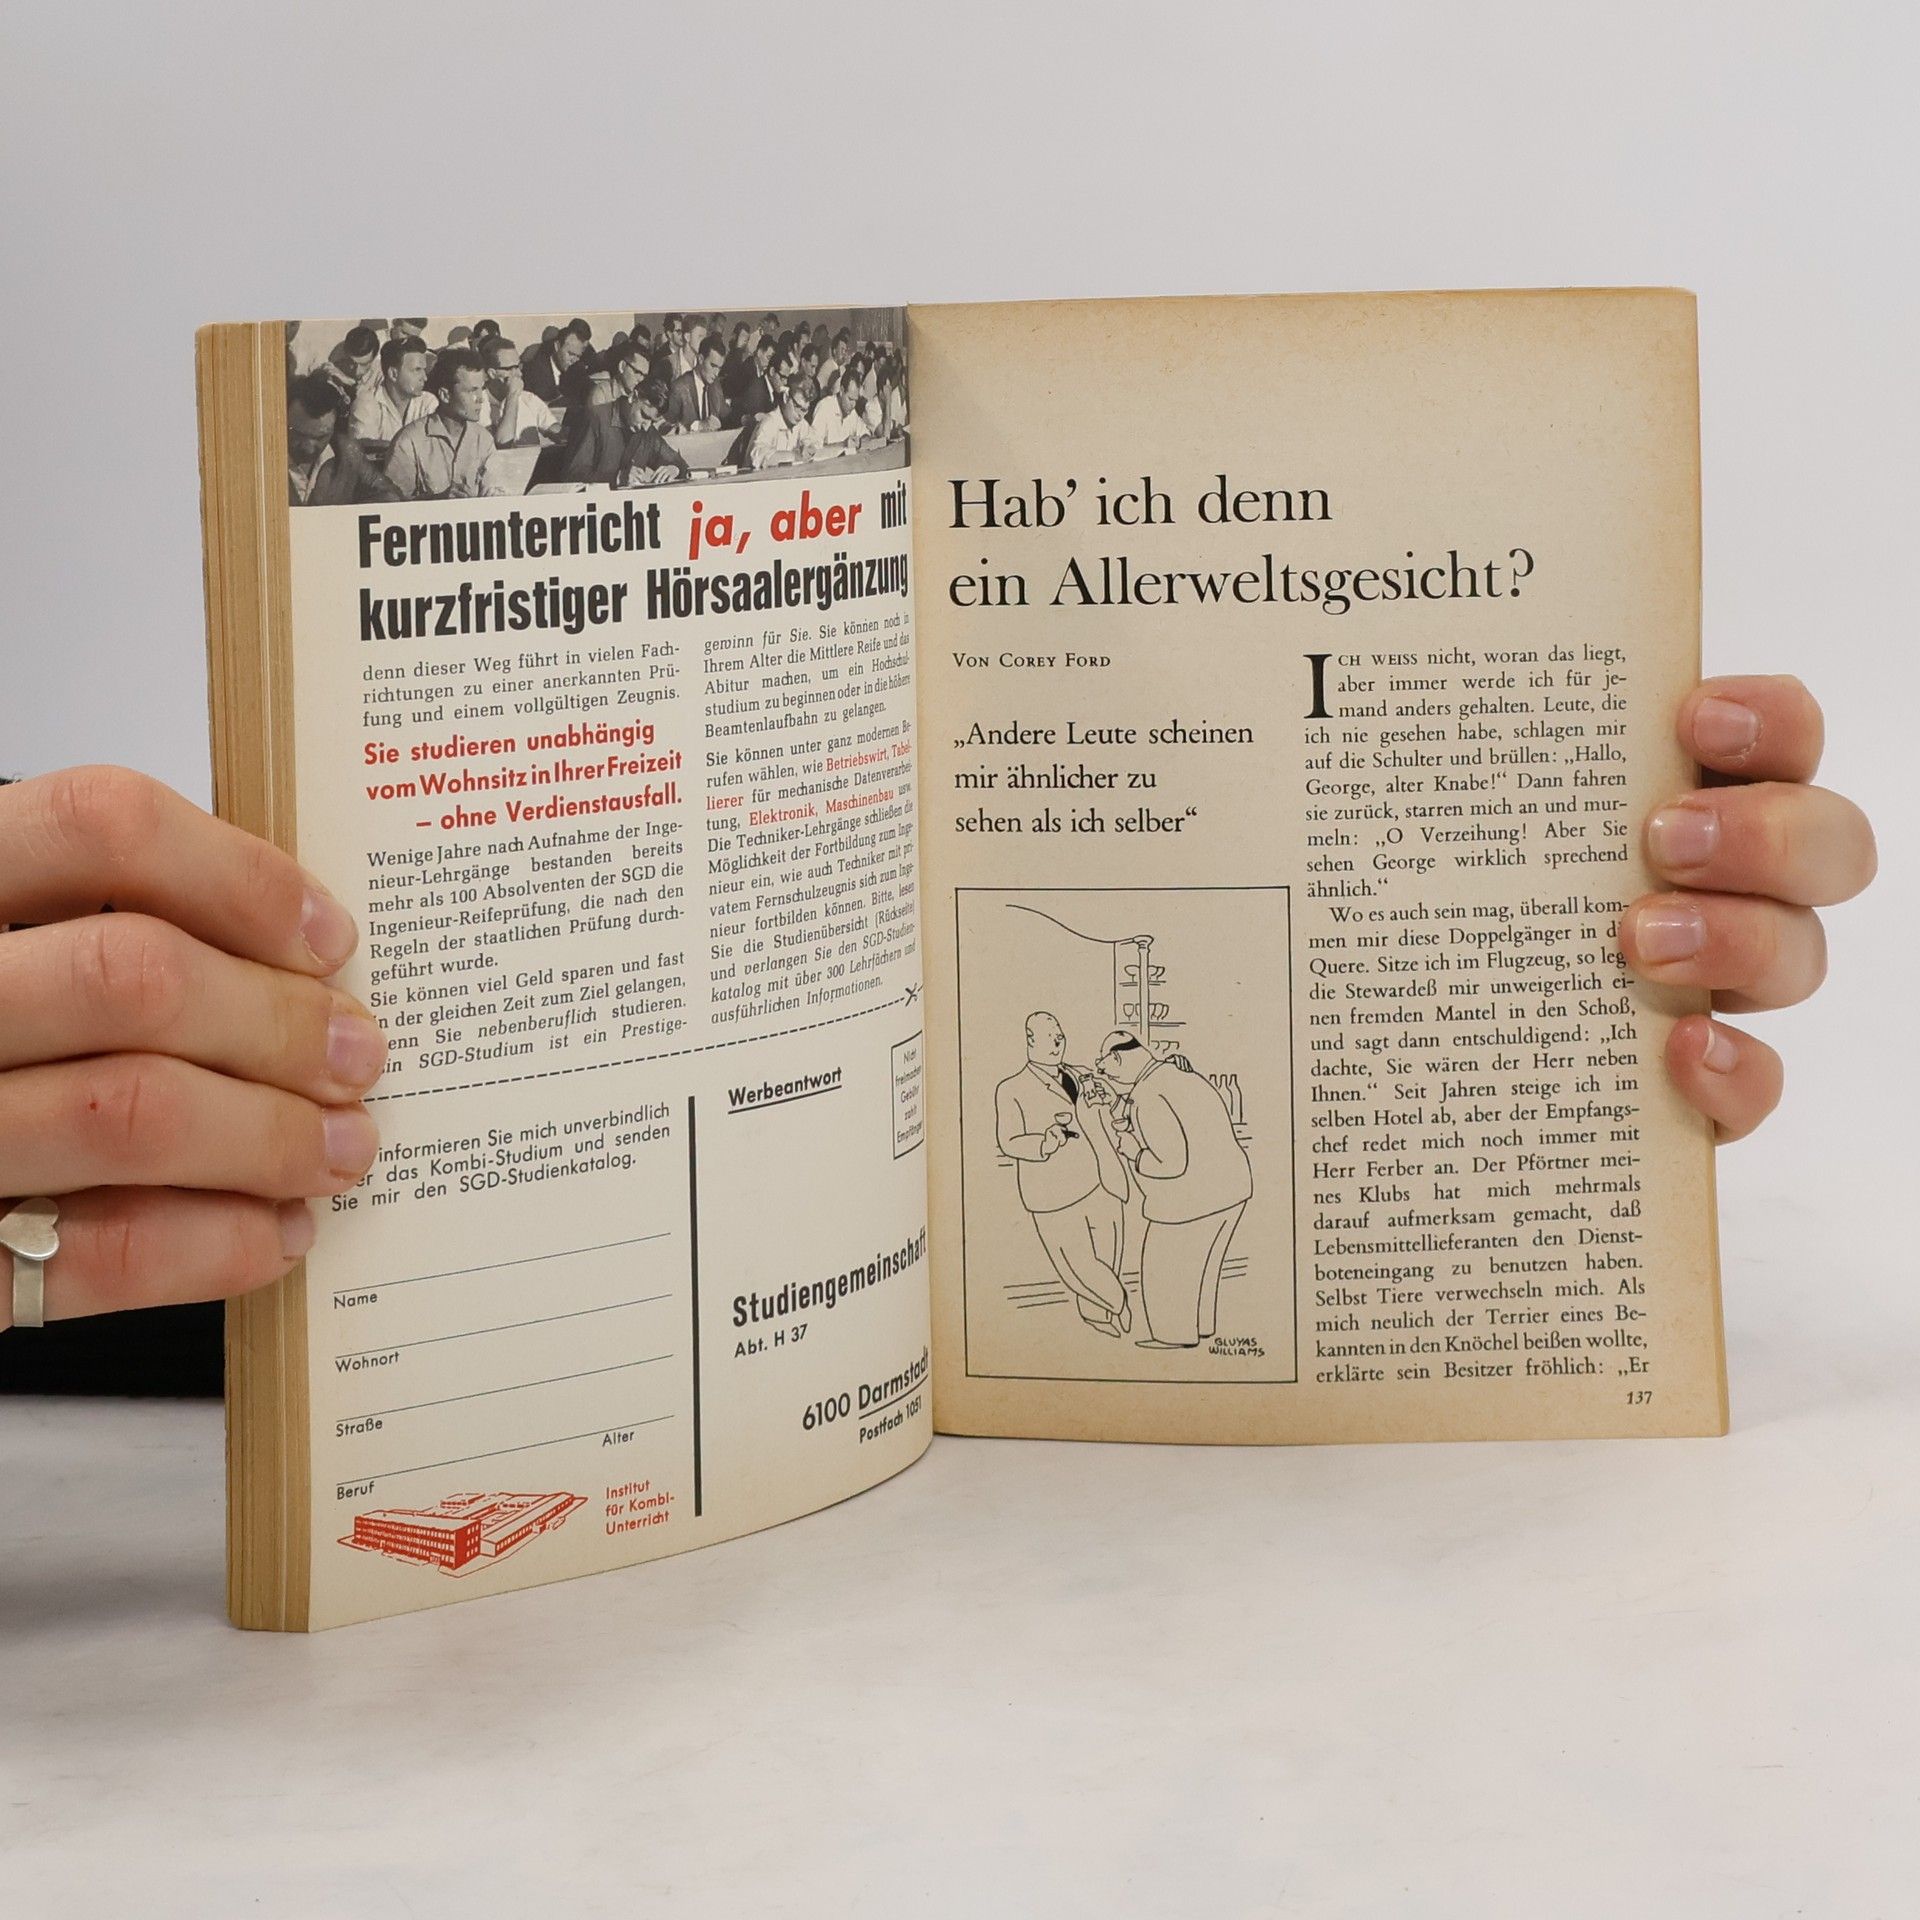 Fernunterricht ja, aber mit
kurzfristiger Hörsaalergänzung
denn dieser Weg führt in vielen Fach-
richtungen zu einer anerkannten Prü-
fung und einem vollgültigen Zeugnis.
Sie studieren unabhängig
vom Wohnsitz in Ihrer Freizeit
– ohne Verdienstausfall.
Wenige Jahre nach Aufnahme der Inge-
nieur-Lehrgänge bestanden bereits
mehr als 100 Absolventen der SGD die
Ingenieur-Reifeprüfung, die nach den
Regeln der staatlichen Prüfung durch-
geführt wurde.
Sie können viel Geld sparen und fast
in der gleichen Zeit zum Ziel gelangen,
enn Sie nebenberuflich studieren.
in SGD-Studium ist ein Prestige-
gewinn für Sie. Sie können noch in
Ihrem Alter die Mittlere Reife und das
Abitur machen, um ein Hochschul-
studium zu beginnen oder in die höhere
Beamtenlaufbahn zu gelangen.
Sie können unter ganz modernen Be-
rufen wählen, wie Betriebswirt, Tabel-
lierer für mechanische Datenverarbei-
tung, Elektronik, Maschinenbau usw.
Die Techniker-Lehrgänge schließen die
Möglichkeit der Fortbildung zum Inge-
nieur ein, wie auch Techniker mit pri-
vatem Fernschulzeugnis sich zum Inge-
nieur fortbilden können. Bitte, lesen
Sie die Studienübersicht (Rückseite)
und verlangen Sie den SGD-Studien-
katalog mit über 300 Lehrfächern und
ausführlichen Informationen.
informieren Sie mich unverbindlich
er das Kombi-Studium und senden
Sie mir den SGD-Studienkatalog.
Name
Wohnort
Straße
Alter
Beruf
Institut
für Kombi-
Unterricht
Werbeantwort
Nicht
freimachen
Gebühr
zahlt
Empfänger
Studiengemeinschaft
Abt. H 37
6100 Darmstadt
Postfach 1051
Hab' ich denn
ein Allerweltsgesicht?
VON COREY FORD
„Andere Leute scheinen
mir ähnlicher zu
sehen als ich selber“
GLUYAS
WILLIAMS
ICH WEISS nicht, woran das liegt,
aber immer werde ich für je-
mand anders gehalten. Leute, die
ich nie gesehen habe, schlagen mir
auf die Schulter und brüllen: „Hallo,
George, alter Knabe!“ Dann fahren
sie zurück, starren mich an und mur-
meln: „O Verzeihung! Aber Sie
sehen George wirklich sprechend
ähnlich.“
Wo es auch sein mag, überall kom-
men mir diese Doppelgänger in di
Quere. Sitze ich im Flugzeug, so leg
die Stewardeß mir unweigerlich ei-
nen fremden Mantel in den Schoß,
und sagt dann entschuldigend: „Ich
dachte, Sie wären der Herr neben
Ihnen.“ Seit Jahren steige ich im
selben Hotel ab, aber der Empfangs-
chef redet mich noch immer mit
Herr Ferber an. Der Pförtner mei-
nes Klubs hat mich mehrmals
darauf aufmerksam gemacht, daß
Lebensmittellieferanten den Dienst-
boteneingang zu benutzen haben.
Selbst Tiere verwechseln mich. Als
mich neulich der Terrier eines Be-
kannten in den Knöchel beißen wollte,
erklärte sein Besitzer fröhlich: „Er
137